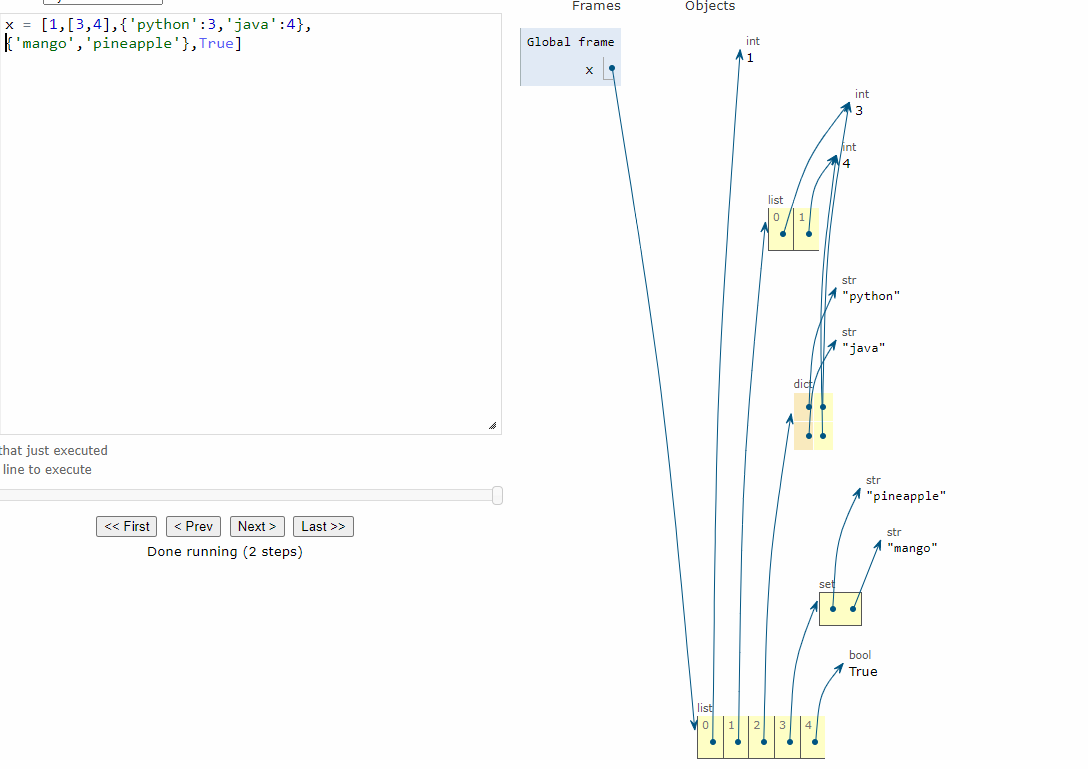 Frames
Objects
x = [1,[3,4],{'python':3,'java':4},
{'mango','pineapple'},True]
that just executed
line to execute
<< First
< Prev
Next >
Last >>
Done running (2 steps)
Global frame
x
int
1
int
3
int
4
list
0 1
str
"python"
str
"java"
dict
str
"pineapple"
str
"mango"
set
bool
True
list
0 1 2 3 4